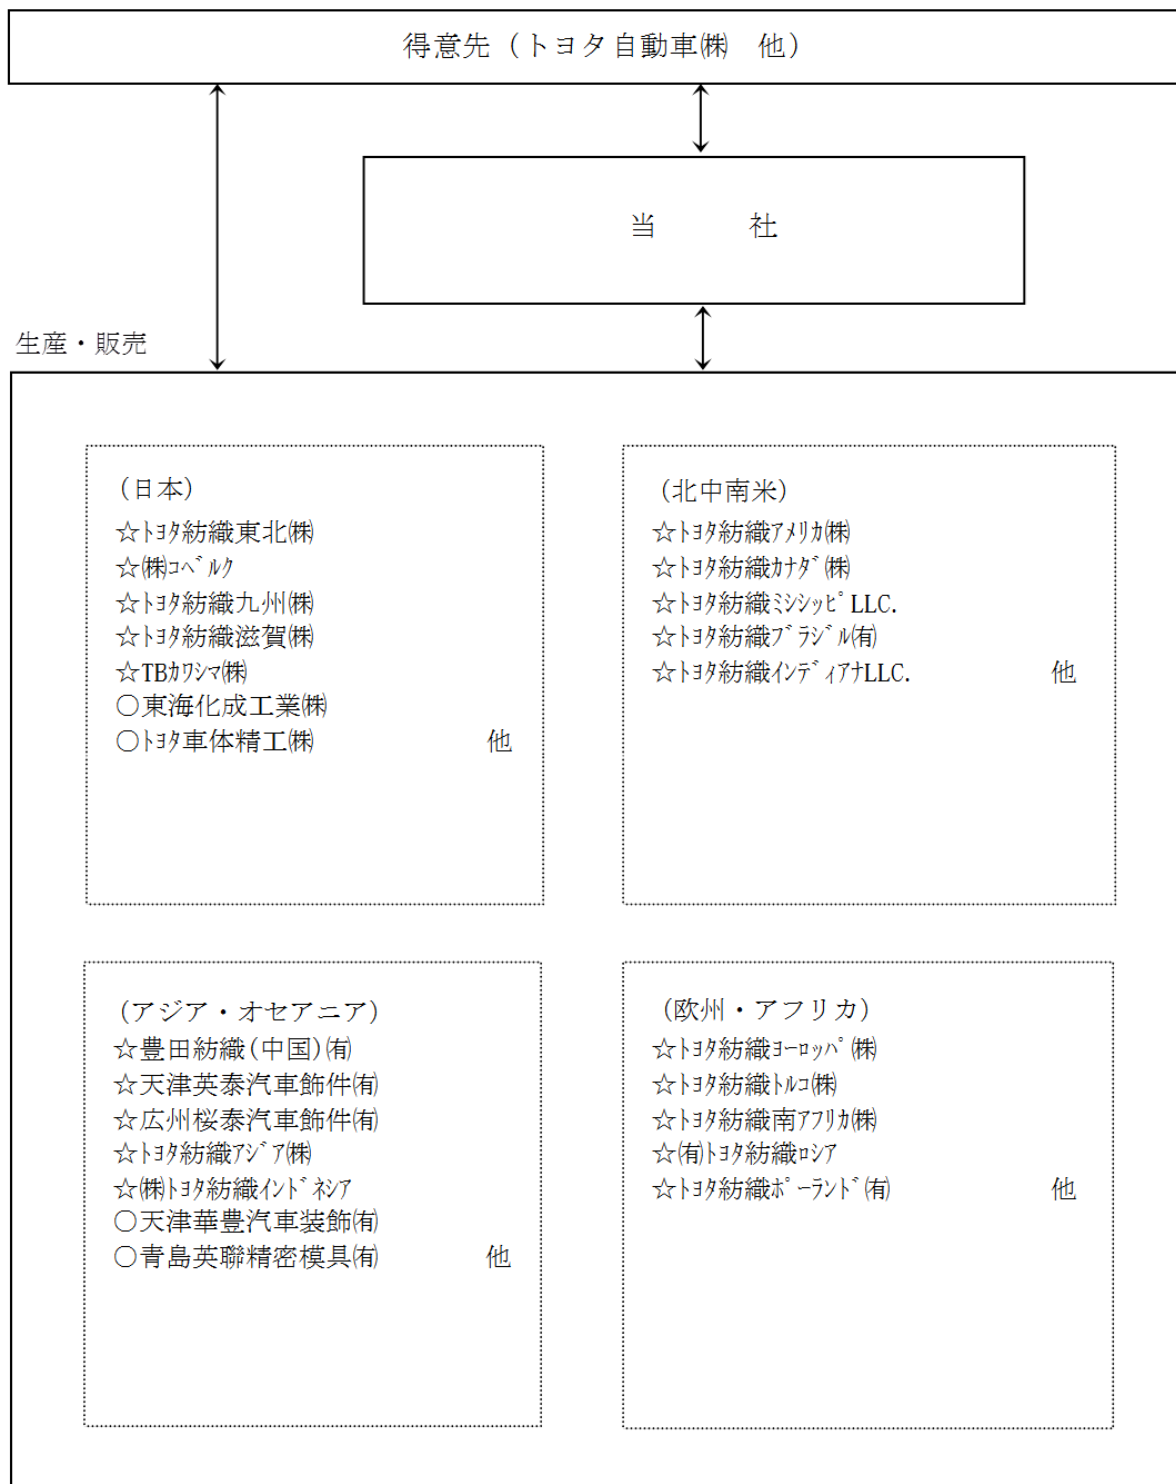 得意先（トヨタ自動車㈱　他）
当　　　社
生産・販売
（日本）
☆ﾄﾖﾀ紡織東北㈱
☆㈱ｺﾍﾞﾙｸ
☆ﾄﾖﾀ紡織九州㈱
☆ﾄﾖﾀ紡織滋賀㈱
☆TBｶﾜｼﾏ㈱
○東海化成工業㈱
○ﾄﾖﾀ車体精工㈱　他
（北中南米）
☆ﾄﾖﾀ紡織ｱﾒﾘｶ㈱
☆ﾄﾖﾀ紡織ｶﾅﾀﾞ㈱
☆ﾄﾖﾀ紡織ﾐｼｼｯﾋﾟLLC.
☆ﾄﾖﾀ紡織ﾌﾞﾗｼﾞﾙ㈲
☆ﾄﾖﾀ紡織ｲﾝﾃﾞｨｱﾅLLC.　他
（アジア・オセアニア）
☆豊田紡織(中国)㈲
☆天津英泰汽車飾件㈲
☆広州桜泰汽車飾件㈲
☆ﾄﾖﾀ紡織ｱｼﾞｱ㈱
☆㈱ﾄﾖﾀ紡織ｲﾝﾄﾞﾈｼｱ
○天津華豊汽車装飾㈲
○青島英聯精密模具㈲　他
（欧州・アフリカ）
☆ﾄﾖﾀ紡織ﾖｰﾛｯﾊﾟ㈱
☆ﾄﾖﾀ紡織ﾄﾙｺ㈱
☆ﾄﾖﾀ紡織南ｱﾌﾘｶ㈱
☆㈲ﾄﾖﾀ紡織ﾛｼｱ
☆ﾄﾖﾀ紡織ﾎﾟｰﾗﾝﾄﾞ㈲　他